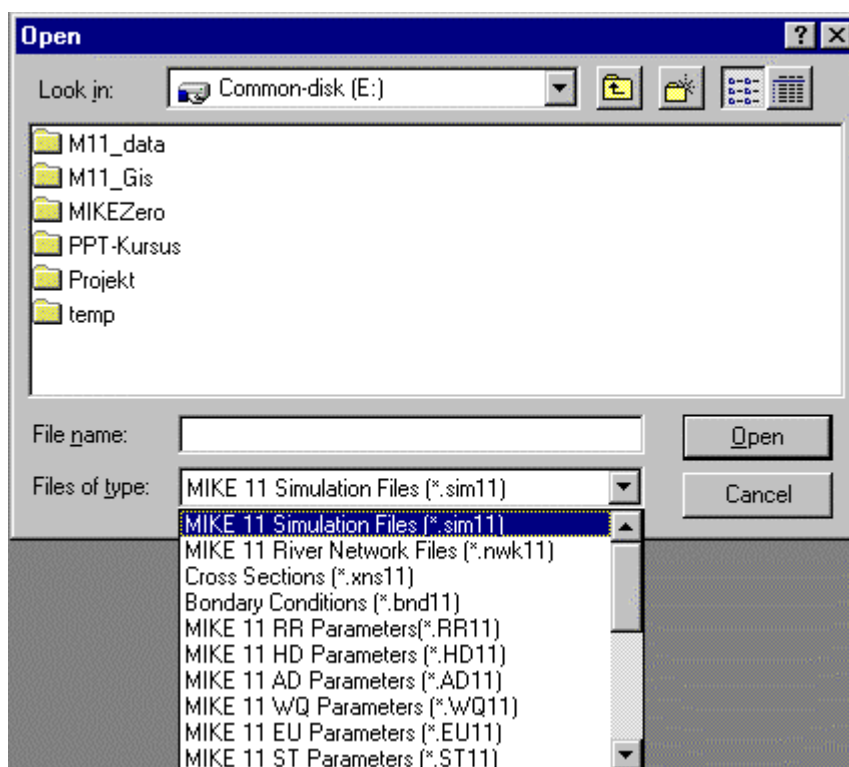 Open
Look in: Common-disk (E:)
M11_data
M11_Gis
MIKEZero
PPT-Kursus
Projekt
temp
File name: Open
Files of type: MIKE 11 Simulation Files (*.sim11) Cancel
MIKE 11 Simulation Files (*.sim11)
MIKE 11 River Network Files (*.nwk11)
Cross Sections (*.xns11)
Bondary Conditions (*.bnd11)
MIKE 11 RR Parameters(*.RR11)
MIKE 11 HD Parameters (*.HD11)
MIKE 11 AD Parameters (*.AD11)
MIKE 11 WQ Parameters (*.WQ11)
MIKE 11 EU Parameters (*.EU11)
MIKE 11 ST Parameters (*.ST11)